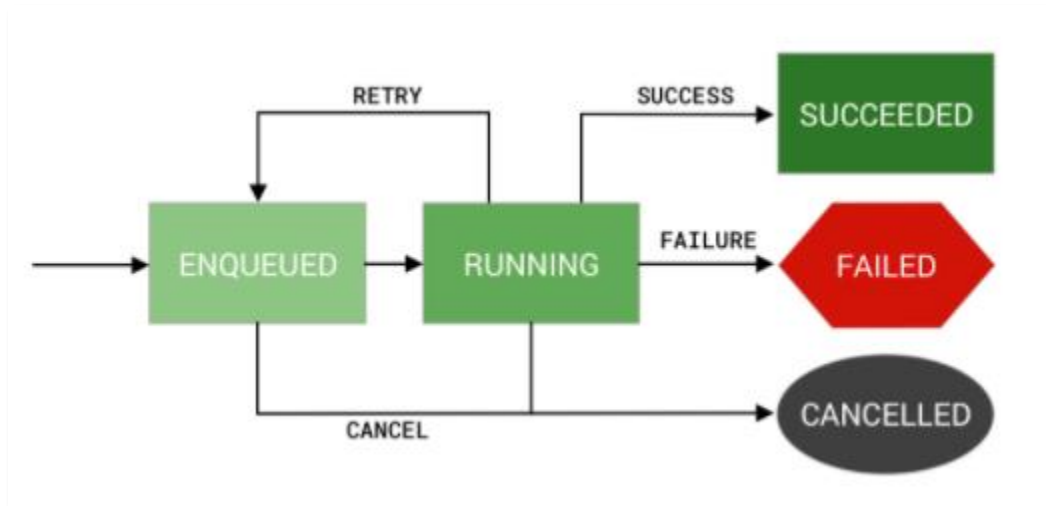 RETRY
SUCCESS
SUCCEEDED
ENQUEUED
RUNNING
FAILURE
FAILED
CANCEL
CANCELLED